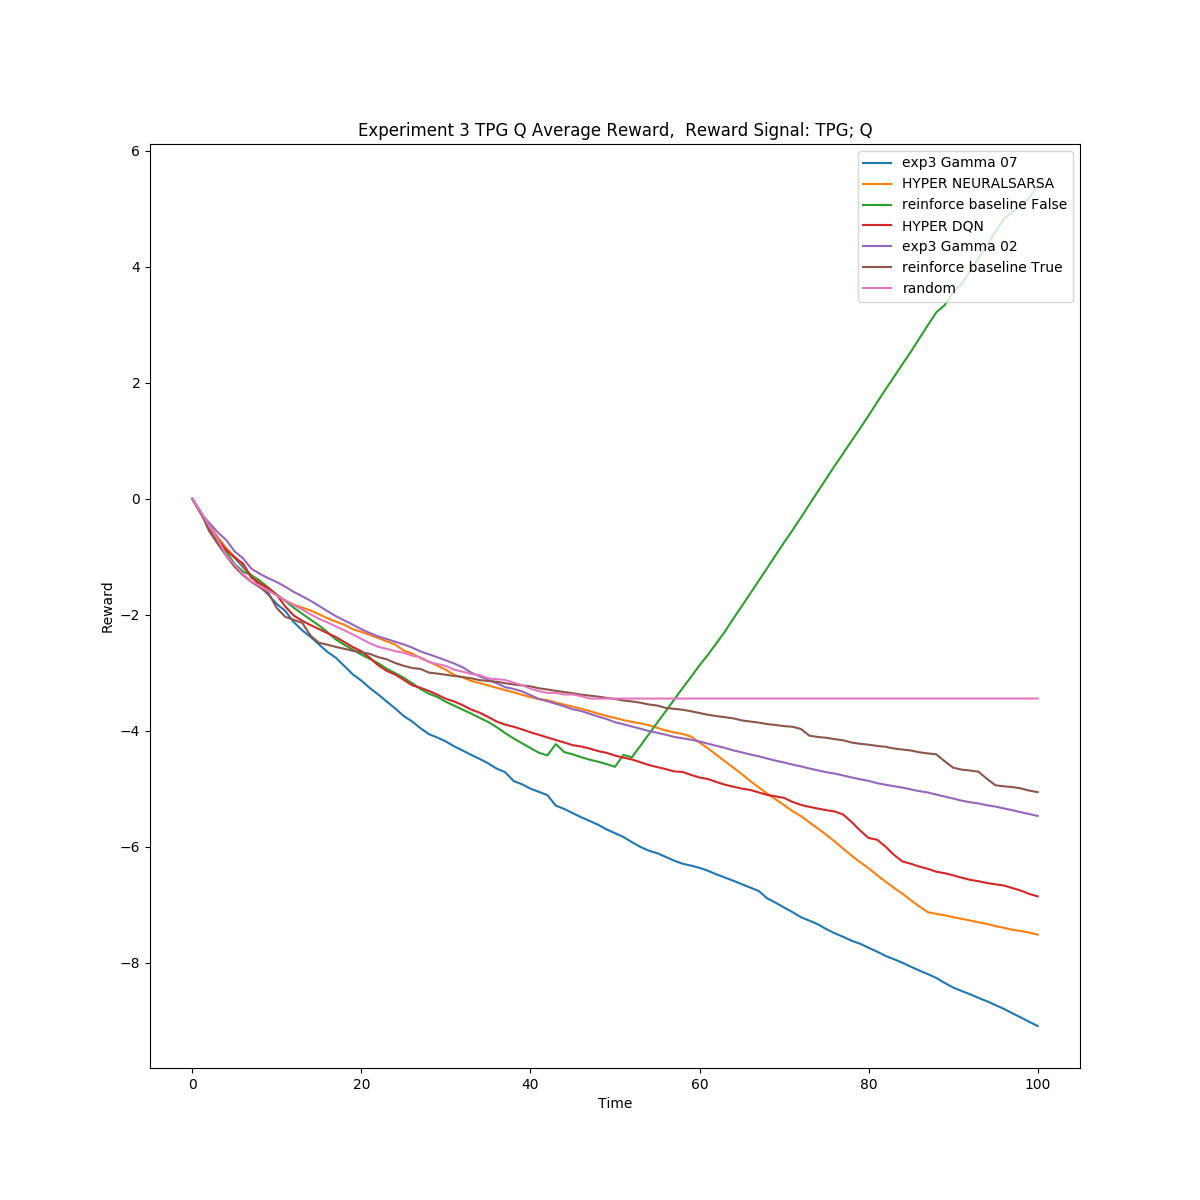 Experiment 3 TPG Q Average Reward,  Reward Signal: TPG; Q
6
4
2
0
−2
−4
−6
−8
Reward
exp3 Gamma 07
HYPER NEURALSARSA
reinforce baseline False
HYPER DQN
exp3 Gamma 02
reinforce baseline True
random
0
20
40
60
80
100
Time